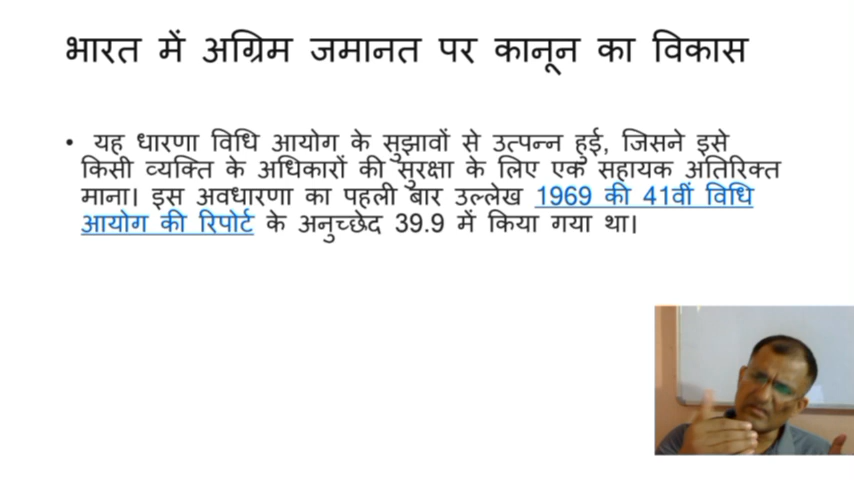 भारत में अग्रिम जमानत पर कानून का विकास
• यह धारणा विधि आयोग के सुझावों से उत्पन्न हुई, जिसने इसे
किसी व्यक्ति के अधिकारों की सुरक्षा के लिए एक सहायक अतिरिक्त
माना। इस अवधारणा का पहली बार उल्लेख 1969 की 41वीं विधि
आयोग की रिपोर्ट के अनुच्छेद 39.9 में किया गया था।